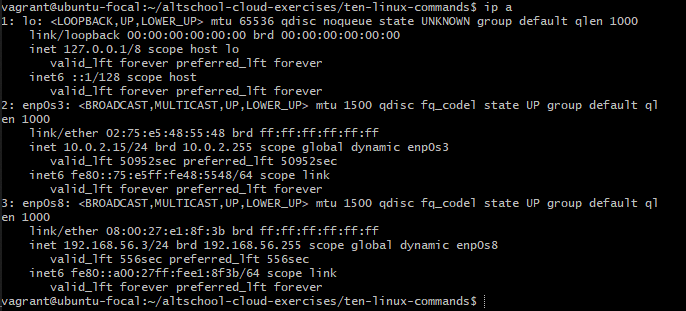 vagrant@ubuntu-focal:~/altschool-cloud-exercises/ten-linux-commands$ ip a
1: lo: <LOOPBACK,UP,LOWER_UP> mtu 65536 qdisc noqueue state UNKNOWN group default qlen 1000
    link/loopback 00:00:00:00:00:00 brd 00:00:00:00:00:00
    inet 127.0.0.1/8 scope host lo
       valid_lft forever preferred_lft forever
    inet6 ::1/128 scope host
       valid_lft forever preferred_lft forever
2: enp0s3: <BROADCAST,MULTICAST,UP,LOWER_UP> mtu 1500 qdisc fq_codel state UP group default ql
en 1000
    link/ether 02:75:e5:48:55:48 brd ff:ff:ff:ff:ff:ff
    inet 10.0.2.15/24 brd 10.0.2.255 scope global dynamic enp0s3
       valid_lft 50952sec preferred_lft 50952sec
    inet6 fe80::75:e5ff:fe48:5548/64 scope link
       valid_lft forever preferred_lft forever
3: enp0s8: <BROADCAST,MULTICAST,UP,LOWER_UP> mtu 1500 qdisc fq_codel state UP group default ql
en 1000
    link/ether 08:00:27:e1:8f:3b brd ff:ff:ff:ff:ff:ff
    inet 192.168.56.3/24 brd 192.168.56.255 scope global dynamic enp0s8
       valid_lft 556sec preferred_lft 556sec
    inet6 fe80::a00:27ff:fee1:8f3b/64 scope link
       valid_lft forever preferred_lft forever
vagrant@ubuntu-focal:~/altschool-cloud-exercises/ten-linux-commands$